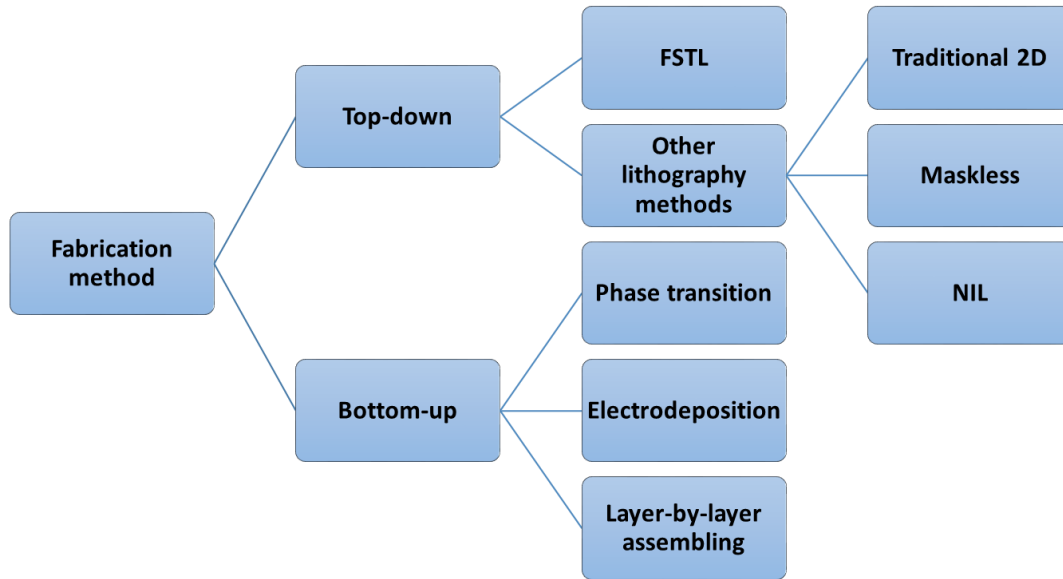 Fabrication
method
Top-down
Bottom-up
FSTL
Other
lithography
methods
Phase transition
Electrodeposition
Layer-by-layer
assembling
Traditional 2D
Maskless
NIL